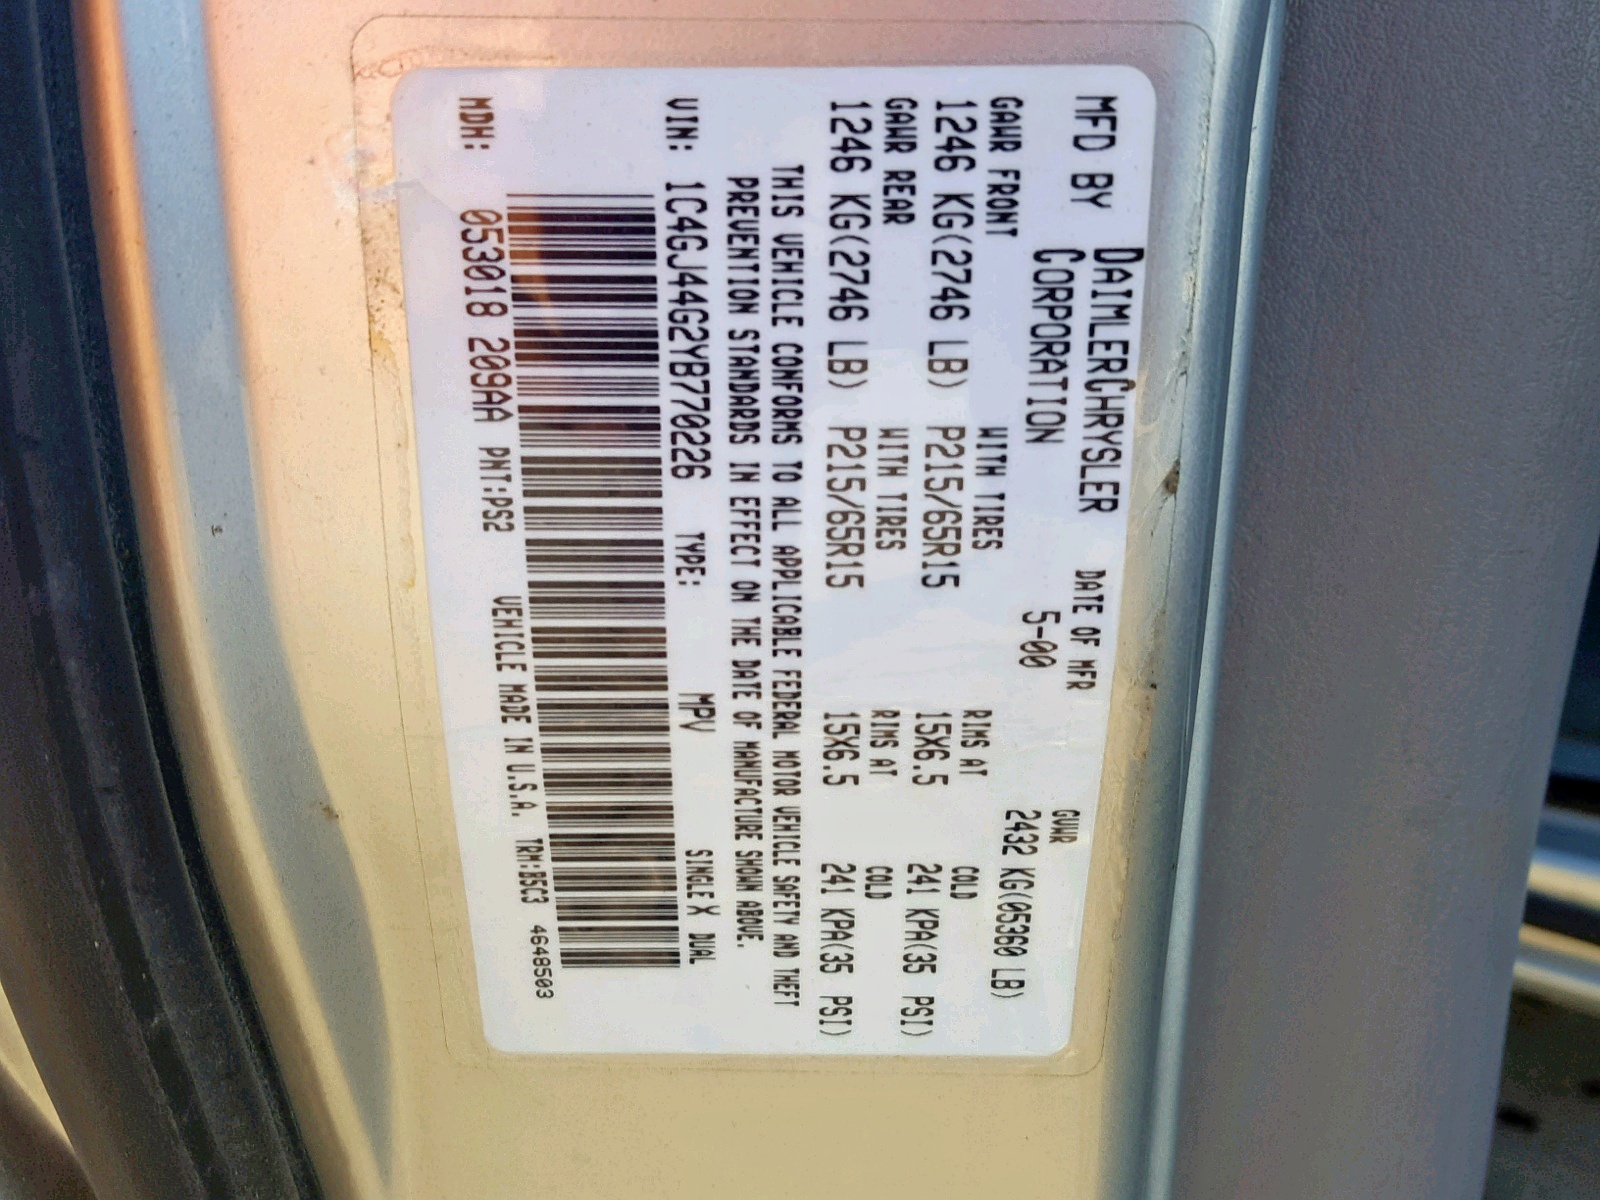 MFD BY DAIMLERCHRYSLER CORPORATION DATE OF MFR 5-00 GVWR 2432 KG(05360 LB)
GAWR FRONT WITH TIRES RIMS AT COLD
1246 KG(2746 LB) P215/65R15 15X6.5 241 KPA(35 PSI)
GAWR REAR WITH TIRES RIMS AT COLD
1246 KG(2746 LB) P215/65R15 15X6.5 241 KPA(35 PSI)
THIS VEHICLE CONFORMS TO ALL APPLICABLE FEDERAL MOTOR VEHICLE SAFETY AND THEFT
PREVENTION STANDARDS IN EFFECT ON THE DATE OF MANUFACTURE SHOWN ABOVE.
VIN: 1C4GJ44G2YB770226 TYPE: MPV SINGLE X DUAL
MDH: 053018 209AA PNT:PS2 VEHICLE MADE IN U.S.A. TRM:B5C3 4648503